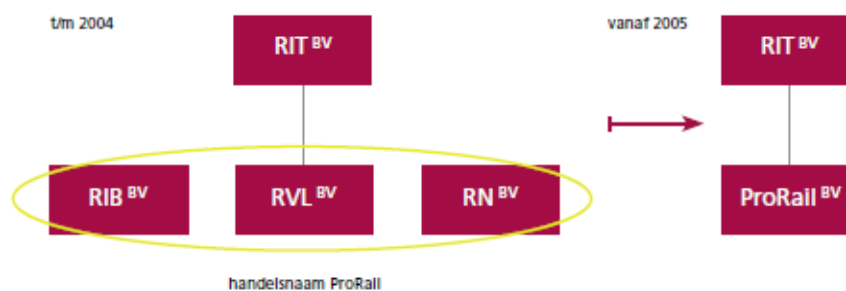 t/m 2004
vanaf 2005
RIT BV
RIT BV
RIB BV
RVL BV
RN BV
ProRail BV
handelsnaam ProRail